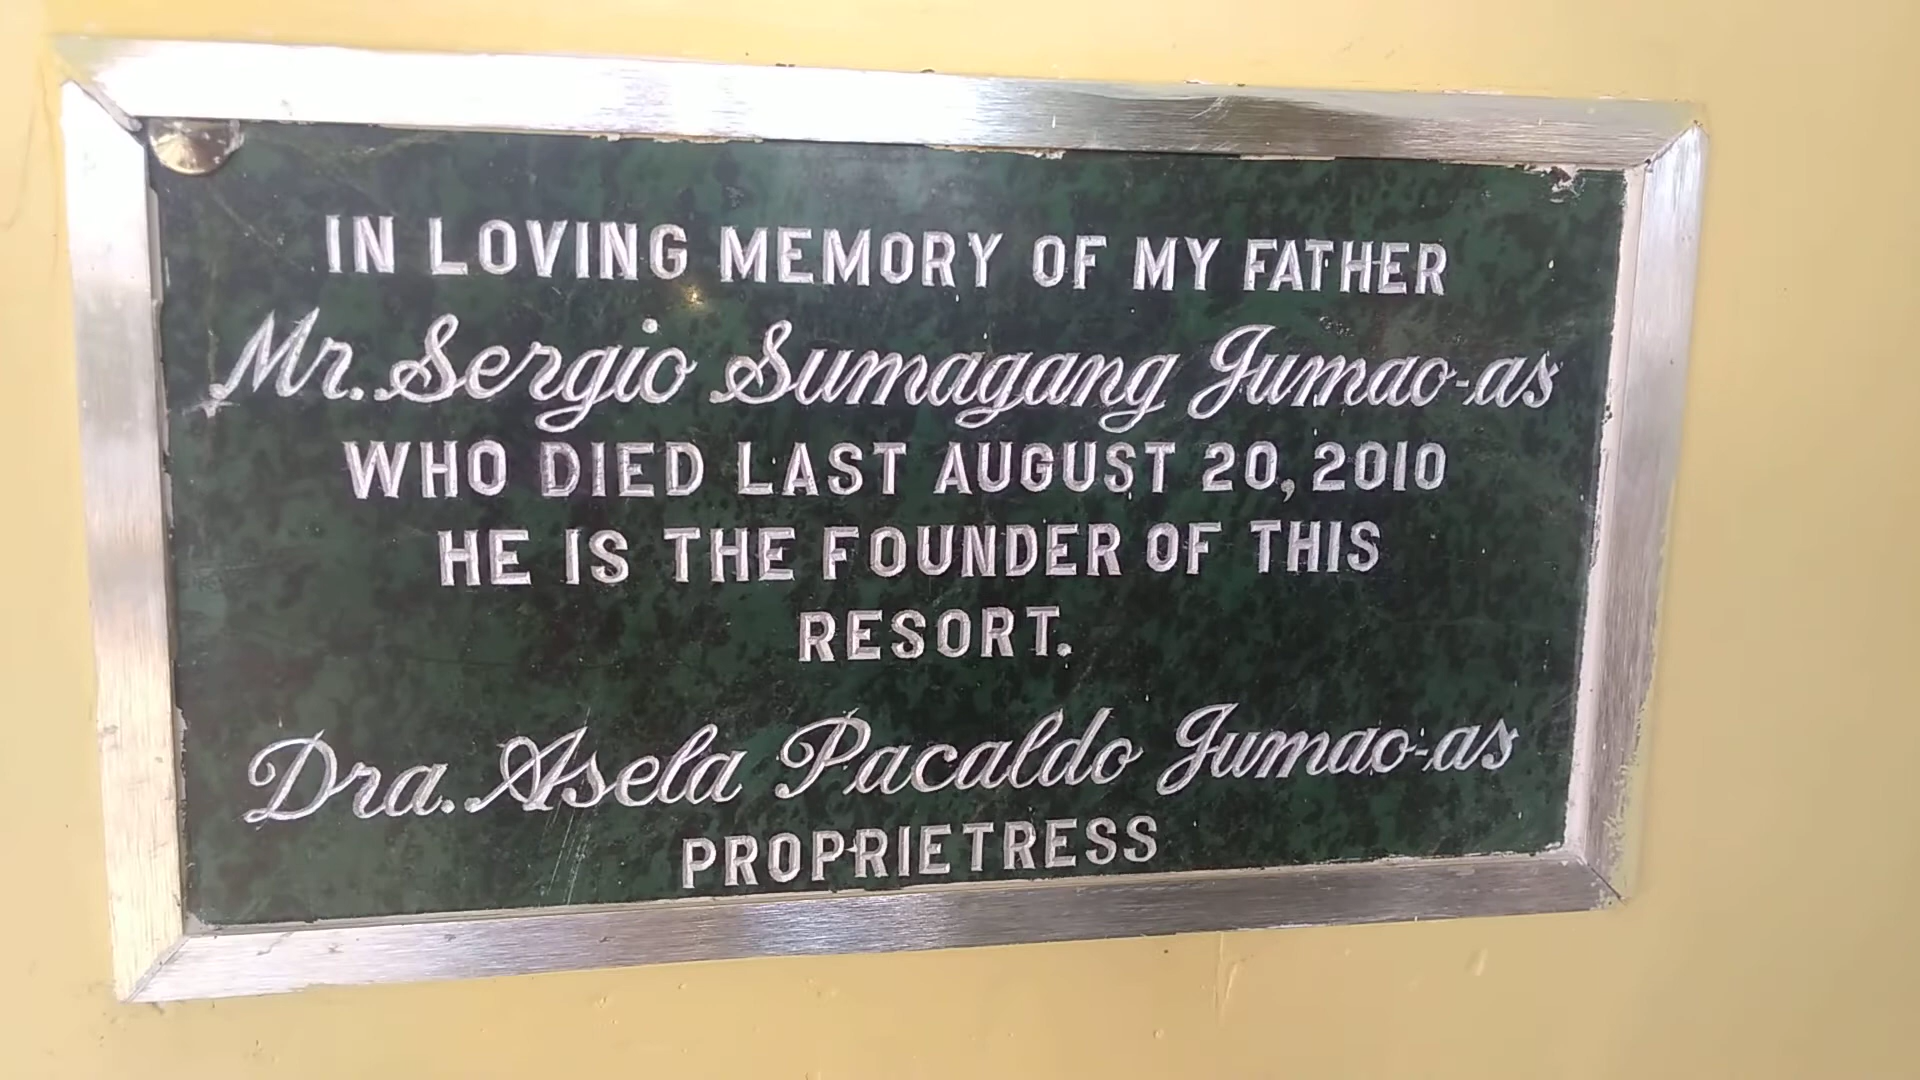 IN LOVING MEMORY OF MY FATHER
Mr. Sergio Sumagang Jumao-as
WHO DIED LAST AUGUST 20, 2010
HE IS THE FOUNDER OF THIS
RESORT.
Dra. Asela Pacaldo Jumao-as
PROPRIETRESS